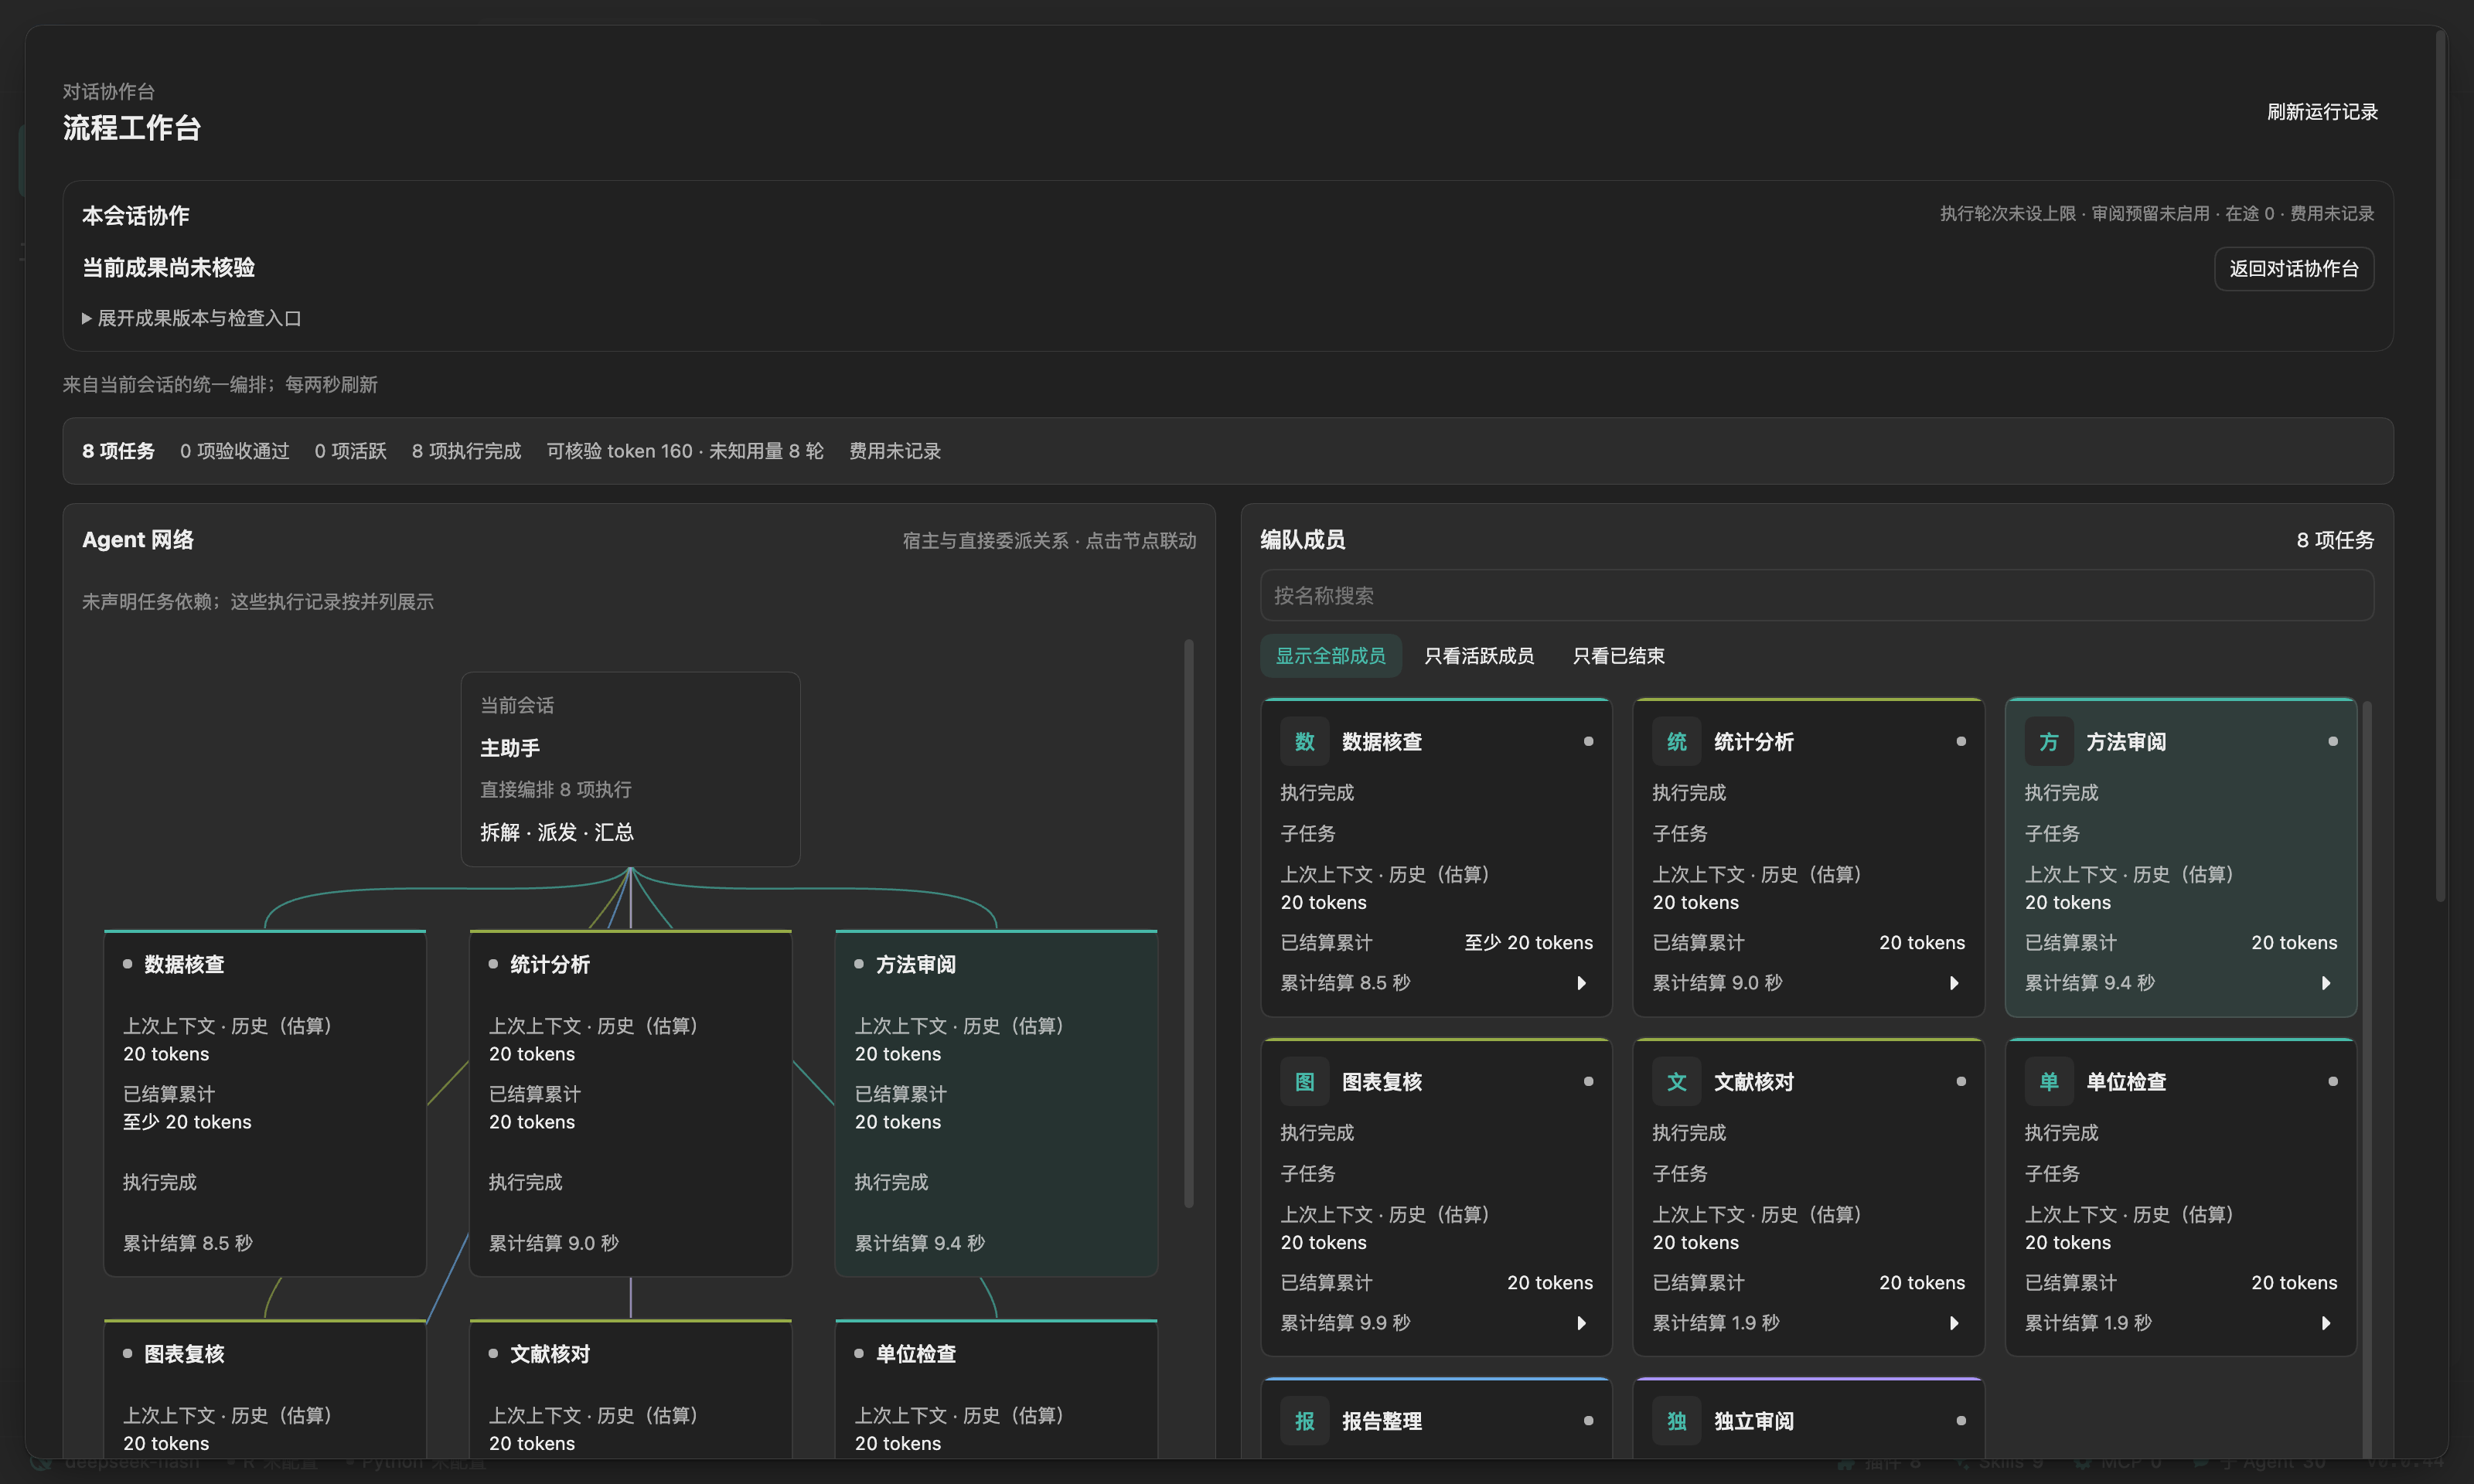 对话协作台
流程工作台
刷新运行记录
本会话协作
执行轮次未设上限 · 审阅预留未启用 · 在途 0 · 费用未记录
当前成果尚未核验
返回对话协作台
展开成果版本与检查入口
来自当前会话的统一编排；每两秒刷新
8 项任务 0 项验收通过 0 项活跃 8 项执行完成 可核验 token 160 · 未知用量 8 轮 费用未记录
Agent 网络
宿主与直接委派关系 · 点击节点联动
未声明任务依赖；这些执行记录按并列展示
当前会话
主助手
直接编排 8 项执行
拆解 · 派发 · 汇总
数据核查
上次上下文 · 历史（估算）
20 tokens
已结算累计
至少 20 tokens
执行完成
累计结算 8.5 秒
统计分析
上次上下文 · 历史（估算）
20 tokens
已结算累计
20 tokens
执行完成
累计结算 9.0 秒
方法审阅
上次上下文 · 历史（估算）
20 tokens
已结算累计
20 tokens
执行完成
累计结算 9.4 秒
图表复核
上次上下文 · 历史（估算）
20 tokens
文献核对
上次上下文 · 历史（估算）
20 tokens
单位检查
上次上下文 · 历史（估算）
20 tokens
编队成员
8 项任务
按名称搜索
显示全部成员 只看活跃成员 只看已结束
数 数据核查
执行完成
子任务
上次上下文 · 历史（估算）
20 tokens
已结算累计 至少 20 tokens
累计结算 8.5 秒
统 统计分析
执行完成
子任务
上次上下文 · 历史（估算）
20 tokens
已结算累计 20 tokens
累计结算 9.0 秒
方 方法审阅
执行完成
子任务
上次上下文 · 历史（估算）
20 tokens
已结算累计 20 tokens
累计结算 9.4 秒
图 图表复核
执行完成
子任务
上次上下文 · 历史（估算）
20 tokens
已结算累计 20 tokens
累计结算 9.9 秒
文 文献核对
执行完成
子任务
上次上下文 · 历史（估算）
20 tokens
已结算累计 20 tokens
累计结算 1.9 秒
单 单位检查
执行完成
子任务
上次上下文 · 历史（估算）
20 tokens
已结算累计 20 tokens
累计结算 1.9 秒
报 报告整理
独 独立审阅